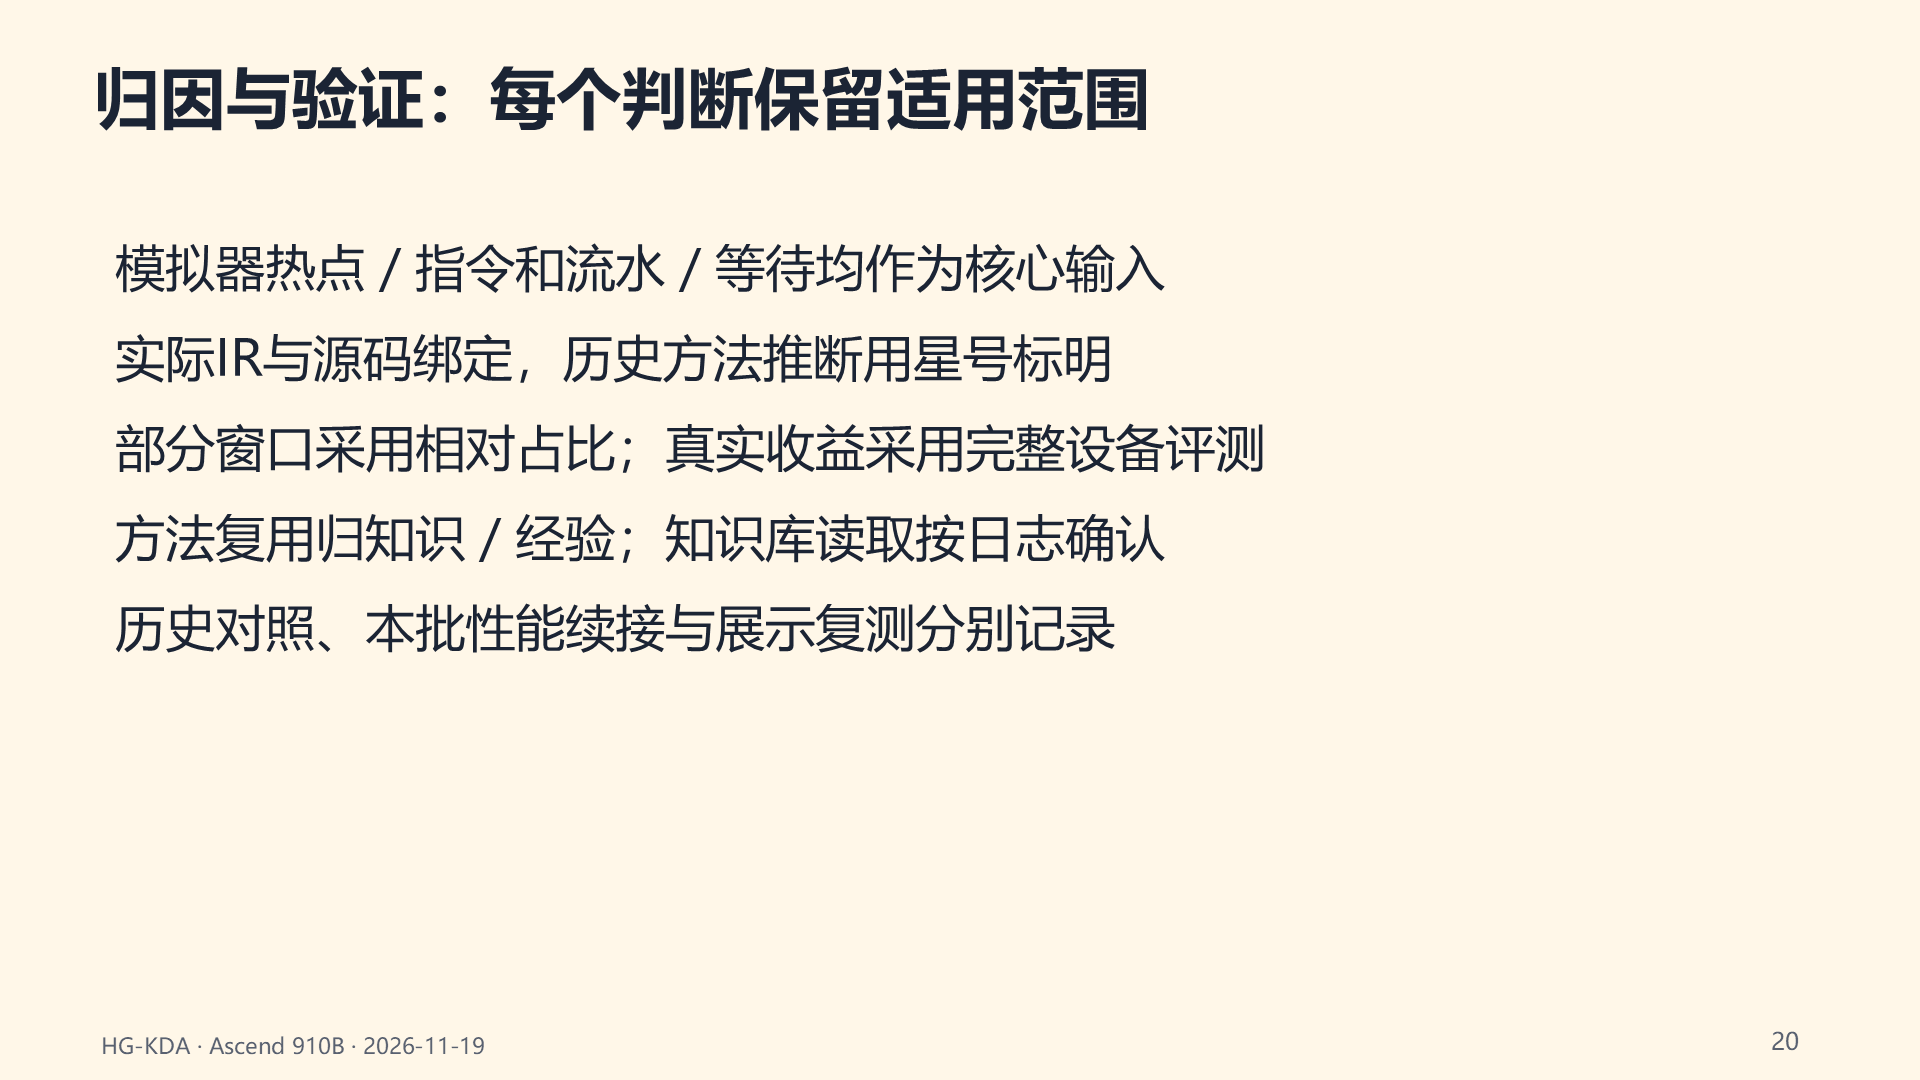 归因与验证：每个判断保留适用范围
模拟器热点 / 指令和流水 / 等待均作为核心输入
实际IR与源码绑定，历史方法推断用星号标明
部分窗口采用相对占比；真实收益采用完整设备评测
方法复用归知识 / 经验；知识库读取按日志确认
历史对照、本批性能续接与展示复测分别记录
HG-KDA · Ascend 910B · 2026-11-19
20